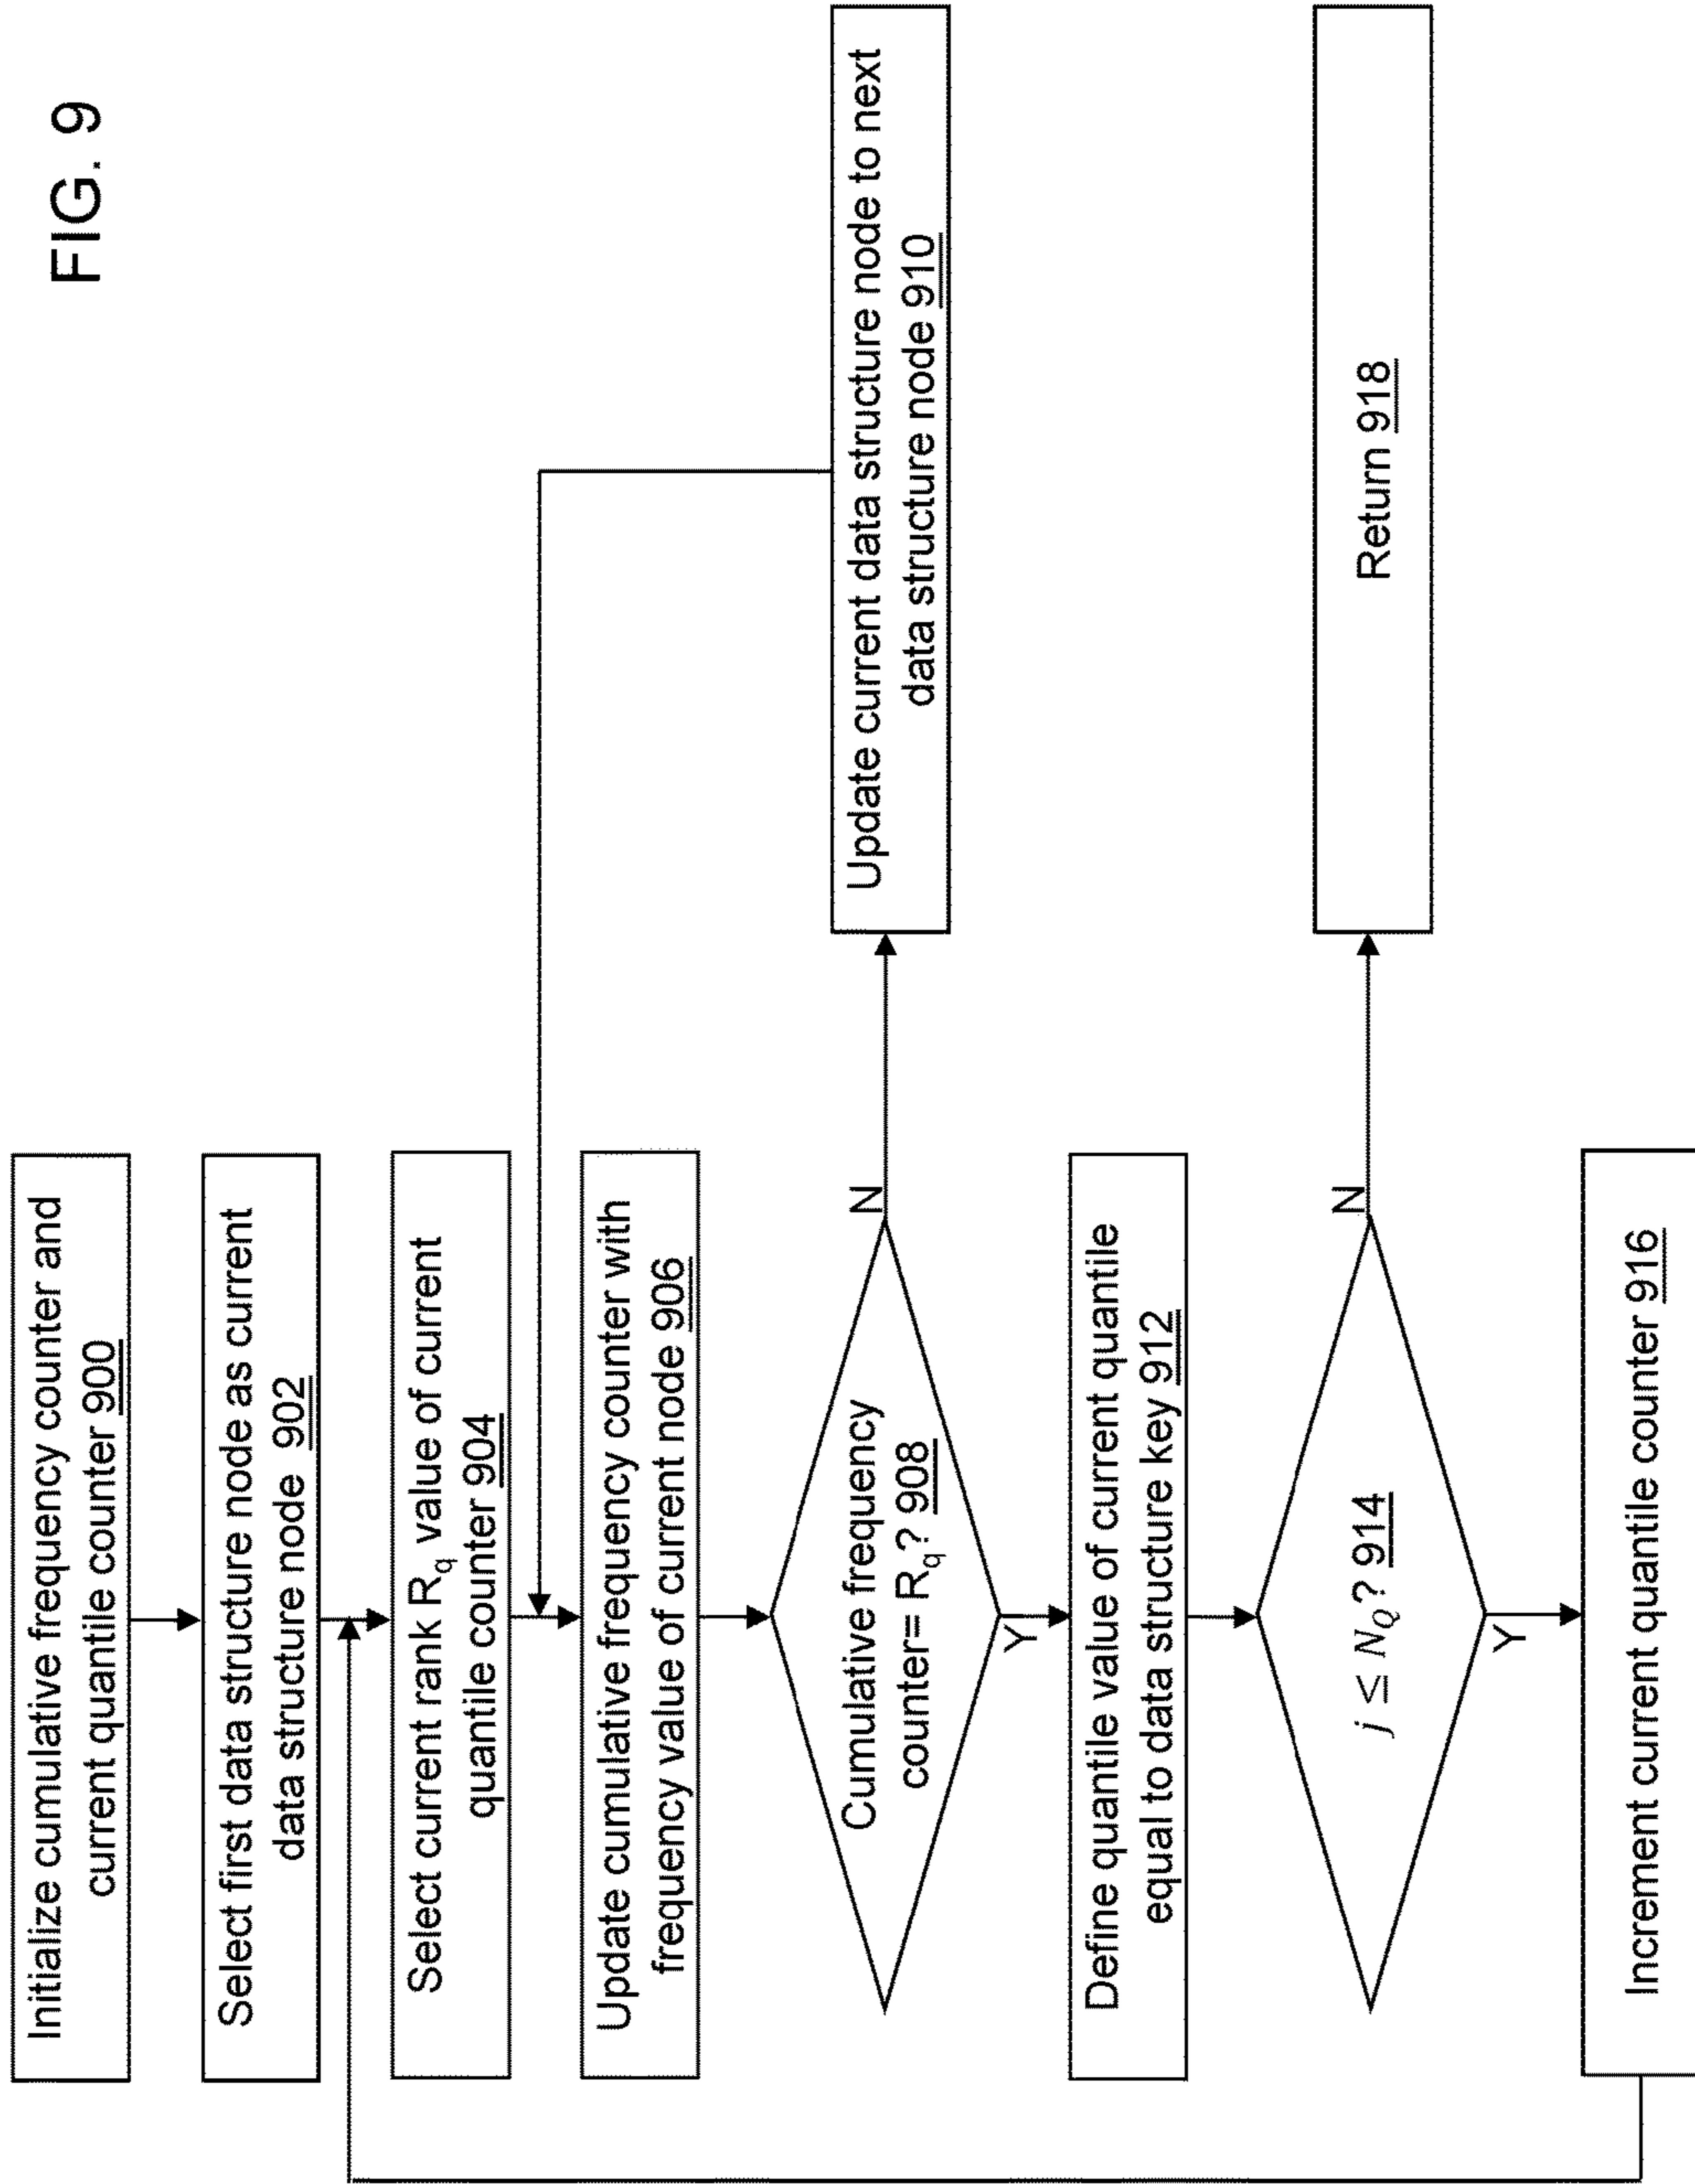 FIG. 9
Initialize cumulative frequency counter and
current quantile counter 900
Select first data structure node as current
data structure node 902
Select current rank Rq value of current
quantile counter 904
Update cumulative frequency counter with
frequency value of current node 906
Cumulative frequency
counter= Rq? 908
N
Update current data structure node to next
data structure node 910
Y
Define quantile value of current quantile
equal to data structure key 912
j ≤ NQ? 914
N
Return 918
Y
Increment current quantile counter 916